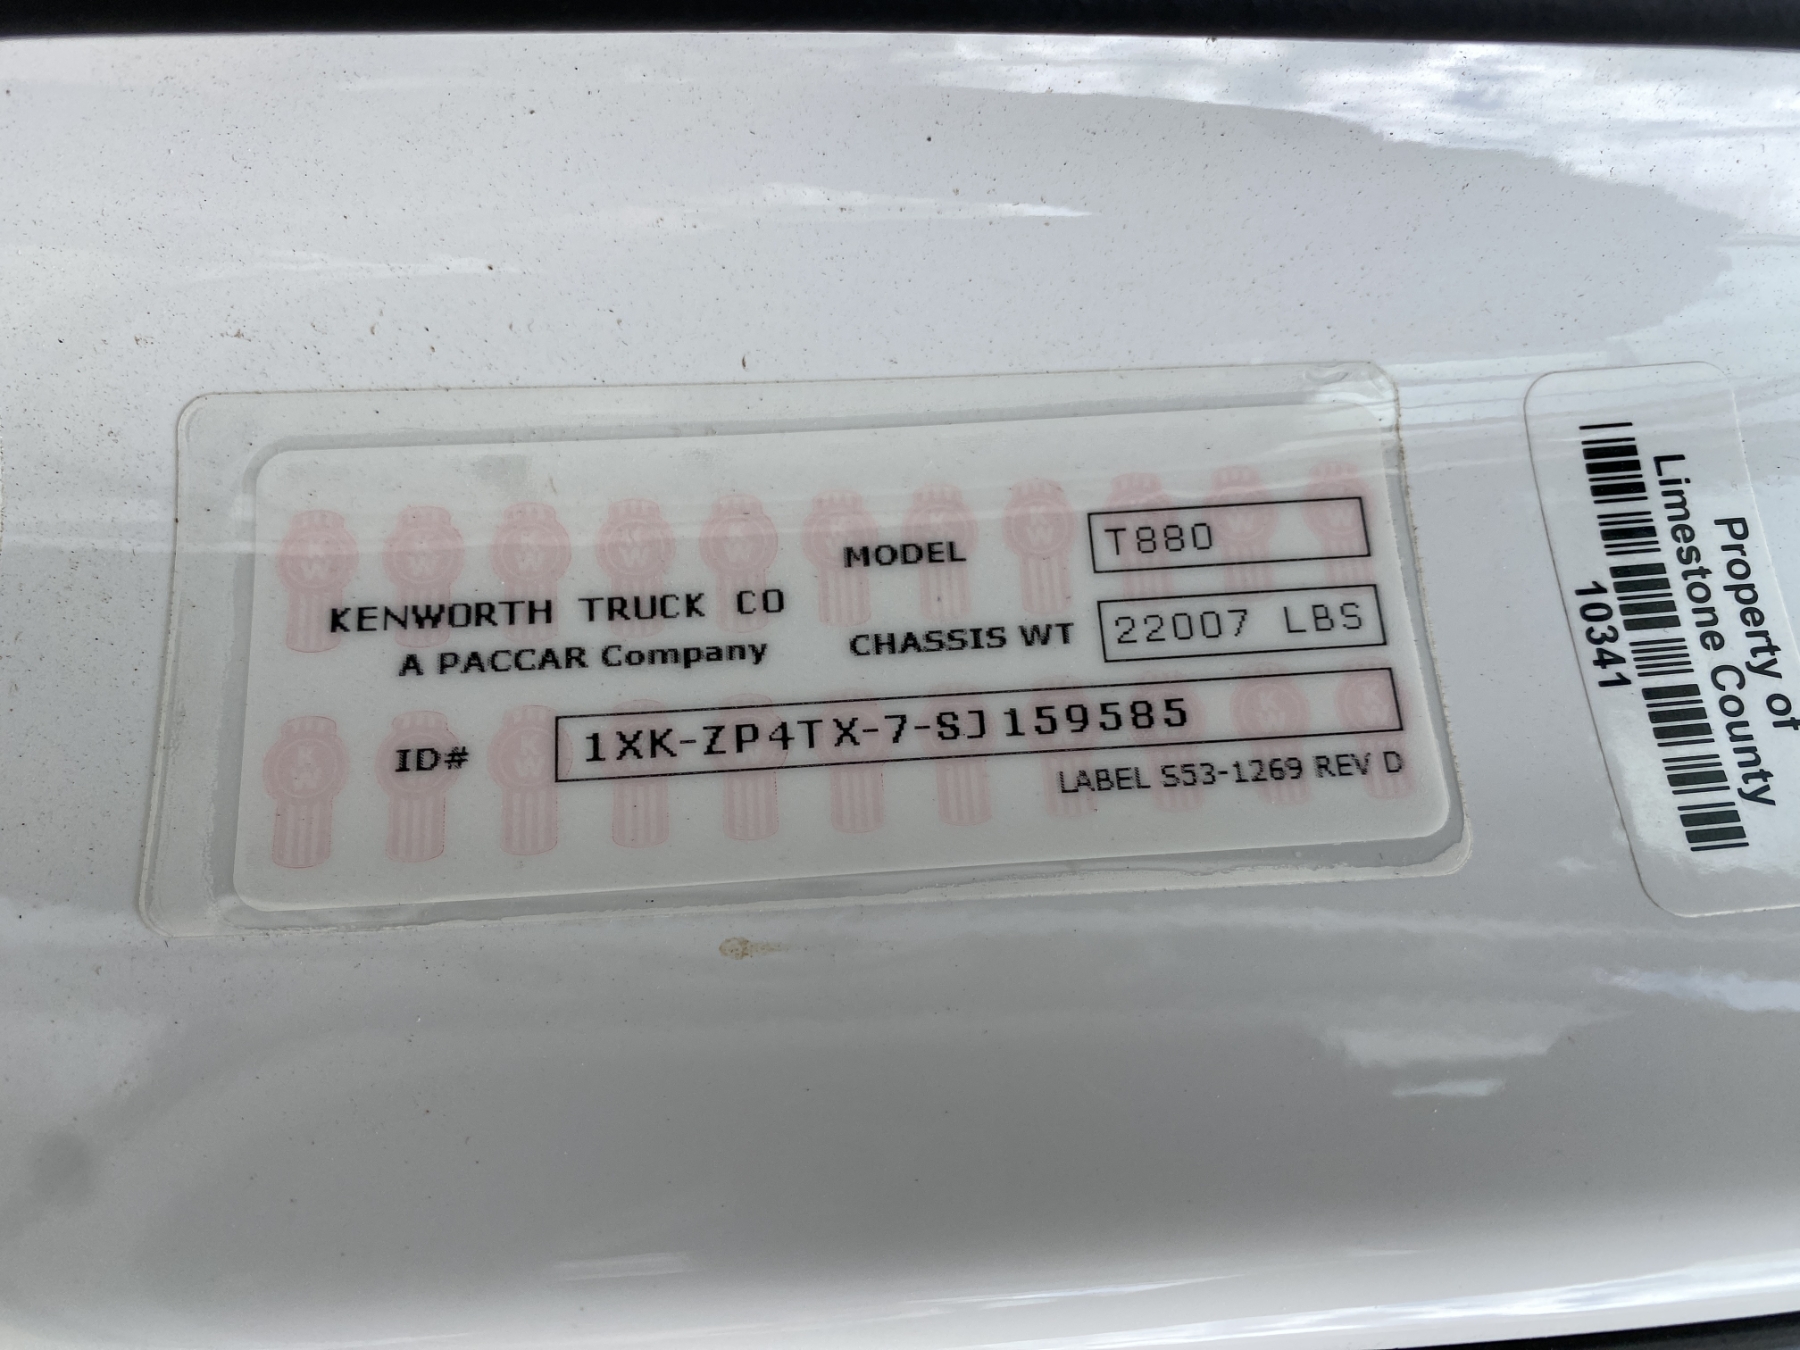 KENWORTH TRUCK CO
A PACCAR Company
MODEL T880
CHASSIS WT 22007 LBS
ID# 1XK-ZP4TX-7-SJ159585
LABEL S53-1269 REV D
Property of
Limestone County
10341